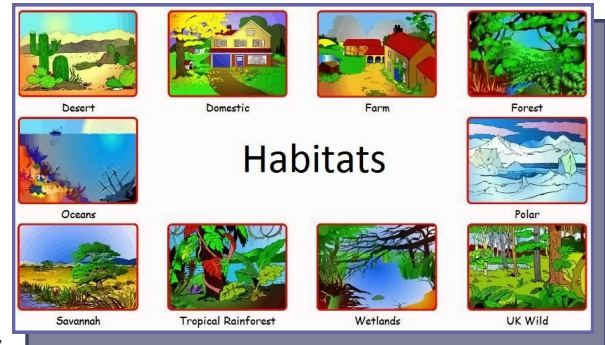 Desert Domestic Farm Forest
Habitats
Oceans Polar
Savannah Tropical Rainforest Wetlands UK Wild